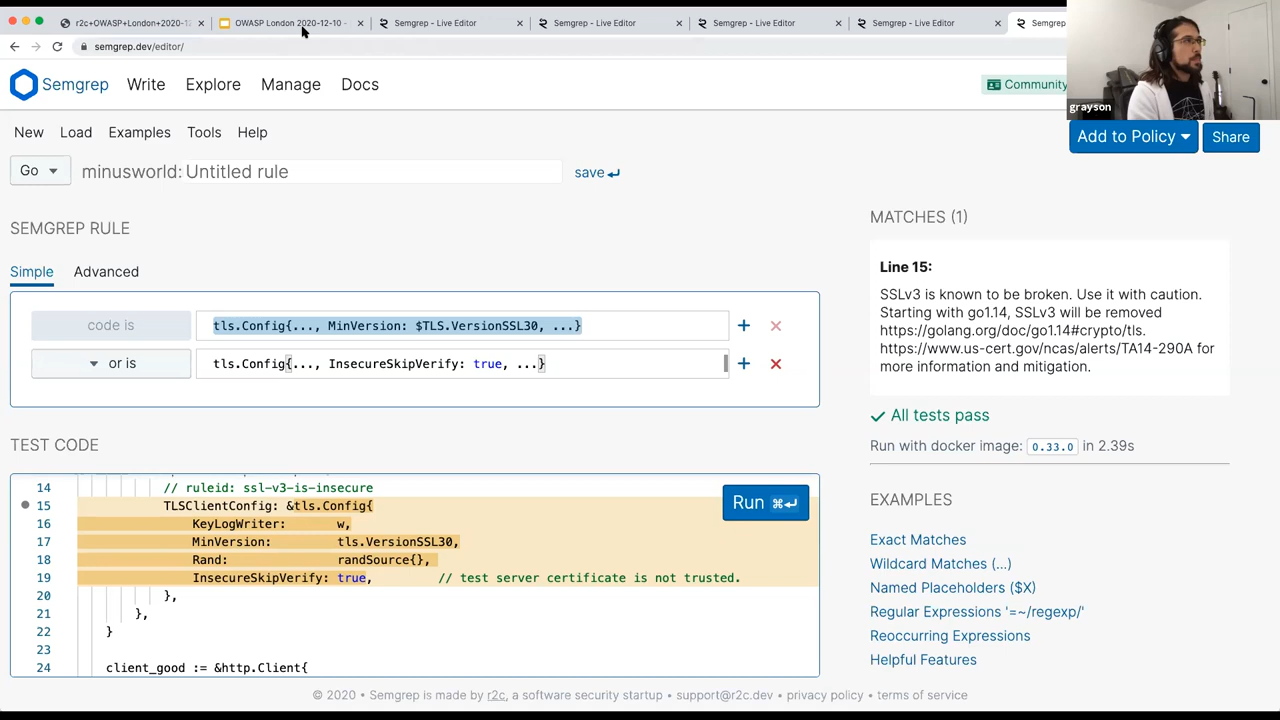 r2c+OWASP+London+2020-12-
OWASP London 2020-12-10 -
Semgrep - Live Editor
Semgrep - Live Editor
Semgrep - Live Editor
Semgrep - Live Editor
Semgrep
semgrep.dev/editor/
Semgrep Write Explore Manage Docs
Community
grayson
New Load Examples Tools Help
Add to Policy Share
Go minusworld: Untitled rule save
SEMGREP RULE
Simple Advanced
code is tls.Config{..., MinVersion: $TLS.VersionSSL30, ...}
or is tls.Config{..., InsecureSkipVerify: true, ...}
TEST CODE
14 // ruleid: ssl-v3-is-insecure
15 TLSClientConfig: &tls.Config{
16 KeyLogWriter: w,
17 MinVersion: tls.VersionSSL30,
18 Rand: randSource{},
19 InsecureSkipVerify: true, // test server certificate is not trusted.
20 },
21 },
22 }
23
24 client_good := &http.Client{
Run ⌘↵
MATCHES (1)
Line 15:
SSLv3 is known to be broken. Use it with caution.
Starting with go1.14, SSLv3 will be removed
https://golang.org/doc/go1.14#crypto/tls.
https://www.us-cert.gov/ncas/alerts/TA14-290A for
more information and mitigation.
All tests pass
Run with docker image: 0.33.0 in 2.39s
EXAMPLES
Exact Matches
Wildcard Matches (...)
Named Placeholders ($X)
Regular Expressions '=~/regexp/'
Reoccurring Expressions
Helpful Features
© 2020 • Semgrep is made by r2c, a software security startup • support@r2c.dev • privacy policy • terms of service